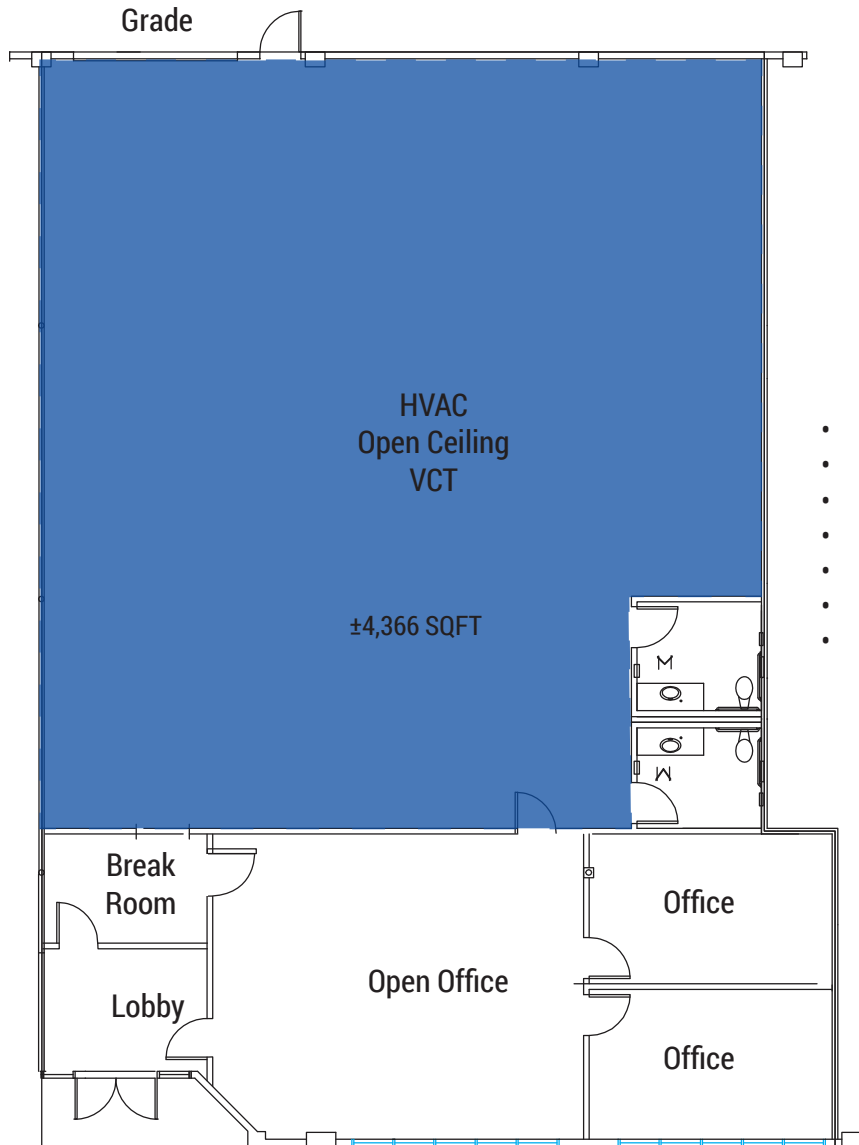 Grade
HVAC
Open Ceiling
VCT
±4,366 SQFT
M
W
Break
Room
Office
Open Office
Lobby
Office